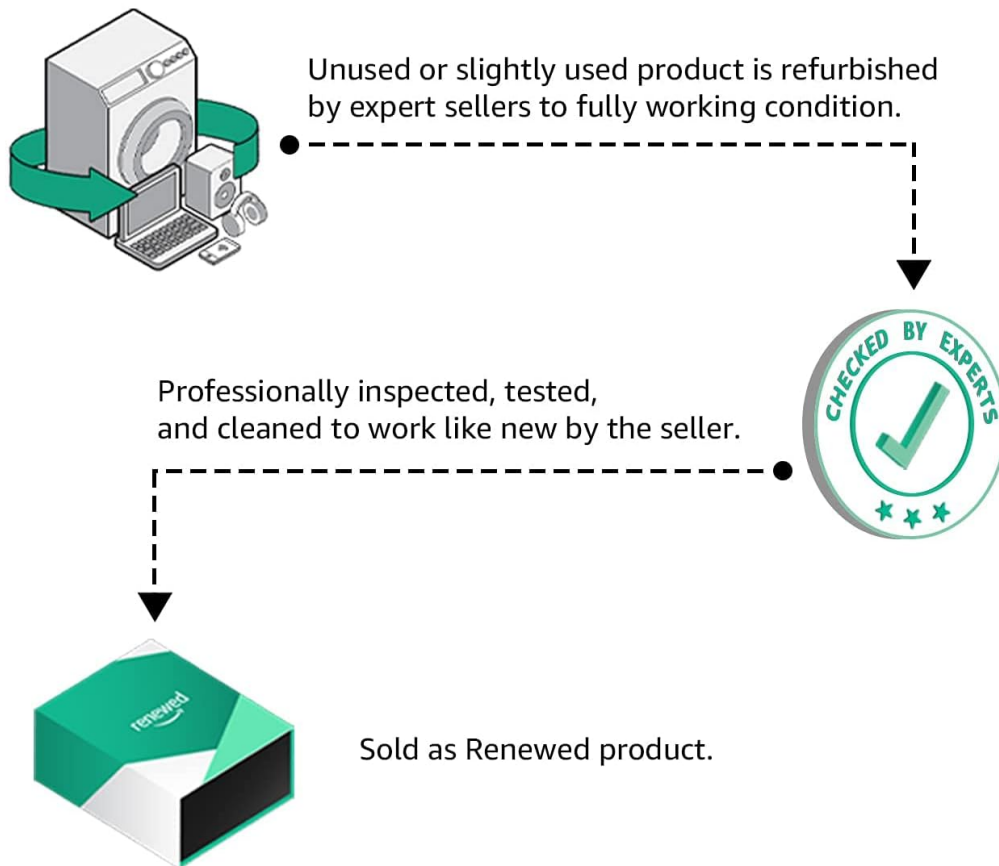 Unused or slightly used product is refurbished
by expert sellers to fully working condition.
CHECKED BY EXPERTS
Professionally inspected, tested,
and cleaned to work like new by the seller.
renewed
Sold as Renewed product.